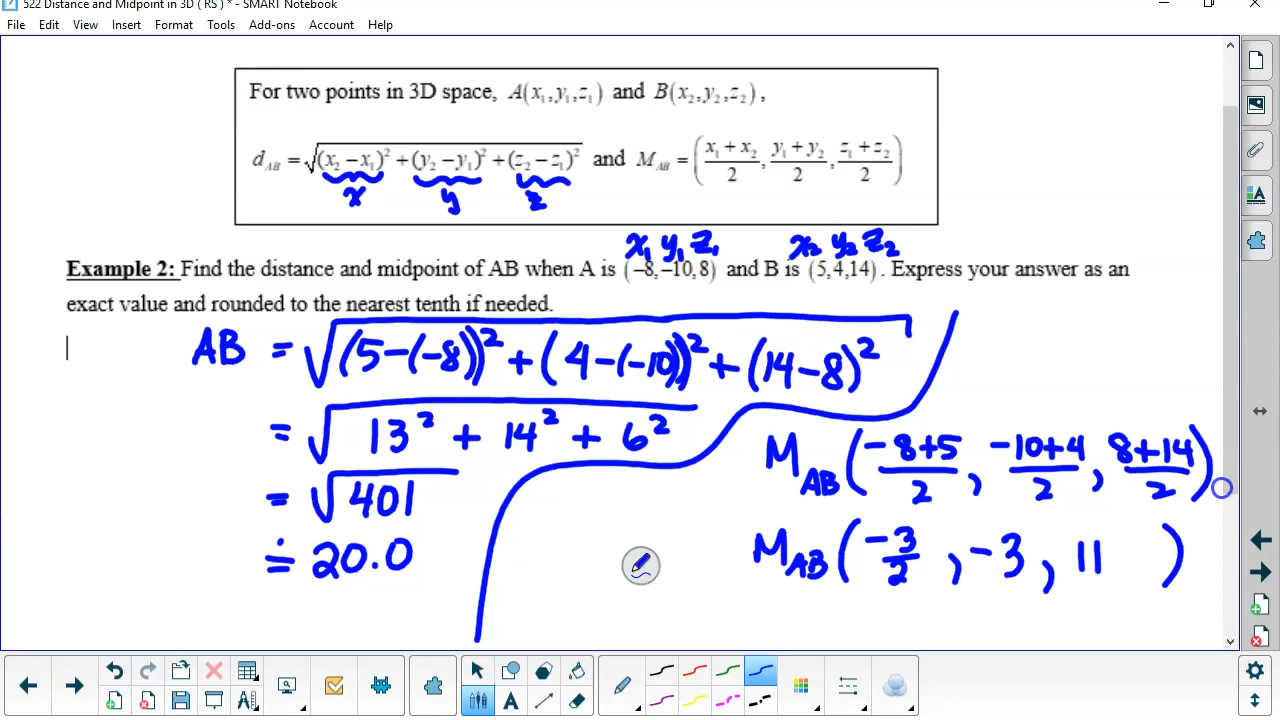 522 Distance and Midpoint in 3D ( RS ) * - SMART Notebook
File Edit View Insert Format Tools Add-ons Account Help
For two points in 3D space, A(x₁,y₁,z₁) and B(x₂,y₂,z₂),
d_AB = √((x₂ − x₁)² + (y₂ − y₁)² + (z₂ − z₁)²) and M_AB = ((x₁ + x₂)/2, (y₁ + y₂)/2, (z₁ + z₂)/2)
x y z
x₁ y₁ z₁ x₂ y₂ z₂
Example 2: Find the distance and midpoint of AB when A is (−8,−10,8) and B is (5,4,14). Express your answer as an
exact value and rounded to the nearest tenth if needed.
AB = √((5−(−8))² + (4−(−10))² + (14−8)²)
= √(13² + 14² + 6²)
= √401
≐ 20.0
M_AB((−8+5)/2, (−10+4)/2, (8+14)/2)
M_AB(−3/2, −3, 11)